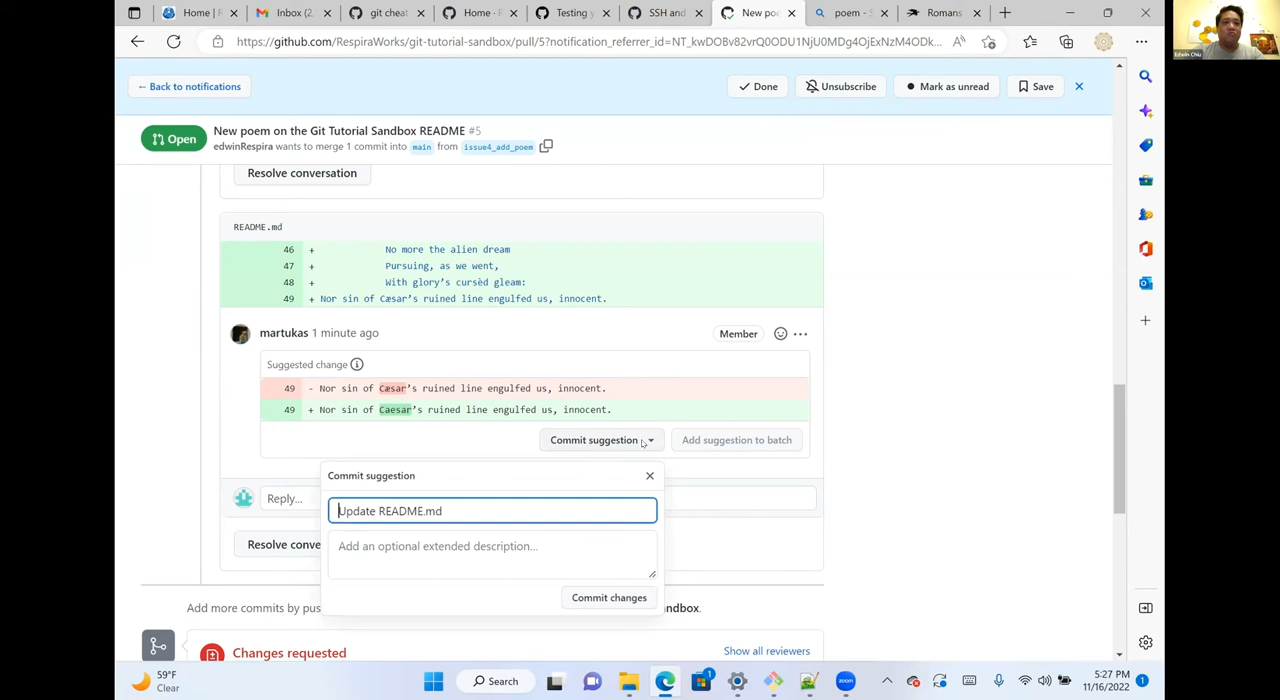 Home |
Inbox (2,
git chea
Home ·
Testing y
SSH and
New po
poem - S
Romans
https://github.com/RespiraWorks/git-tutorial-sandbox/pull/5?notification_referrer_id=NT_kwDOBv82vrQ0ODU1NjU0MDg4OjExNzM4ODk...
Edwin Chiu
← Back to notifications
Done
Unsubscribe
Mark as unread
Save
Open
New poem on the Git Tutorial Sandbox README #5
edwinRespira wants to merge 1 commit into main from issue4_add_poem
Resolve conversation
README.md
46 + No more the alien dream
47 + Pursuing, as we went,
48 + With glory’s cursèd gleam:
49 + Nor sin of Cæsar’s ruined line engulfed us, innocent.
martukas 1 minute ago
Member
Suggested change
49 - Nor sin of Cæsar’s ruined line engulfed us, innocent.
49 + Nor sin of Caesar’s ruined line engulfed us, innocent.
Commit suggestion
Add suggestion to batch
Commit suggestion
Reply...
Update README.md
Resolve conve
Add an optional extended description...
Commit changes
Add more commits by pus
ndbox.
Changes requested
Show all reviewers
59°F
Clear
Search
1
5:27 PM
11/16/2022
1